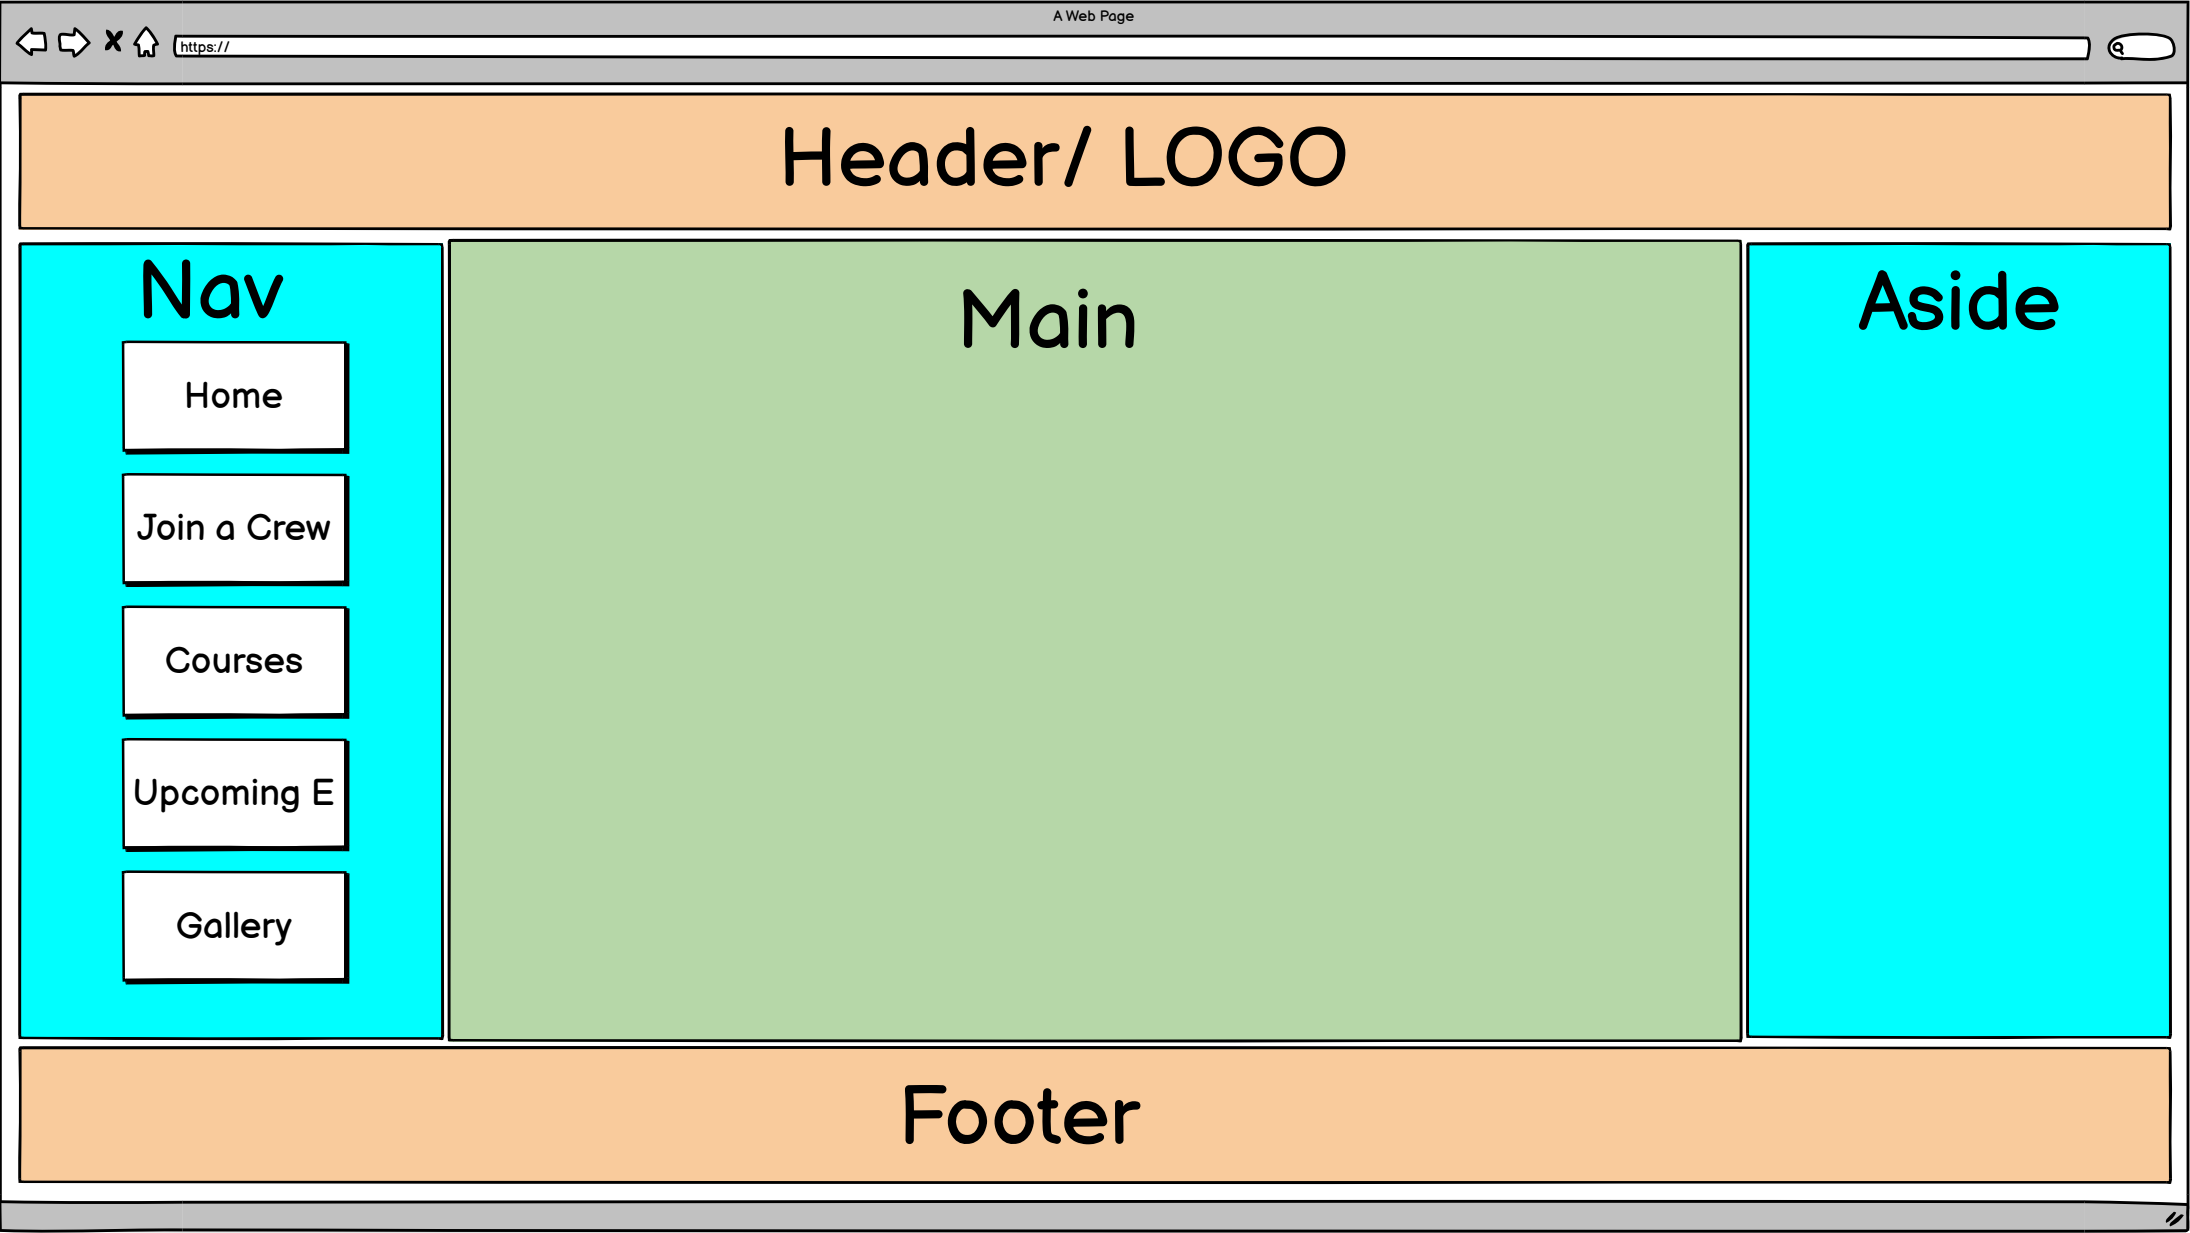 A Web Page
https://
Header/ LOGO
Nav
Home
Join a Crew
Courses
Upcoming E
Gallery
Main
Aside
Footer